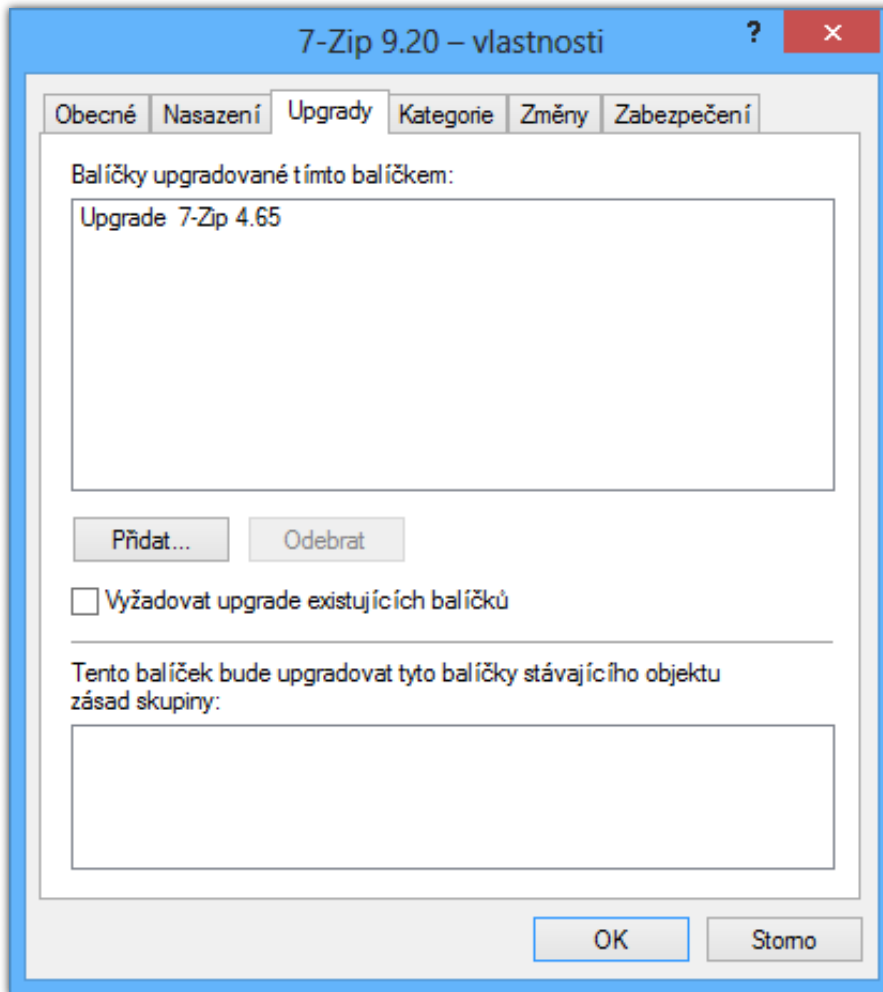 7-Zip 9.20 – vlastnosti
?
Obecné Nasazení Upgrady Kategorie Změny Zabezpečení
Balíčky upgradované tímto balíčkem:
Upgrade 7-Zip 4.65
Přidat...
Odebrat
Vyžadovat upgrade existujících balíčků
Tento balíček bude upgradovat tyto balíčky stávajícího objektu
zásad skupiny:
OK
Storno